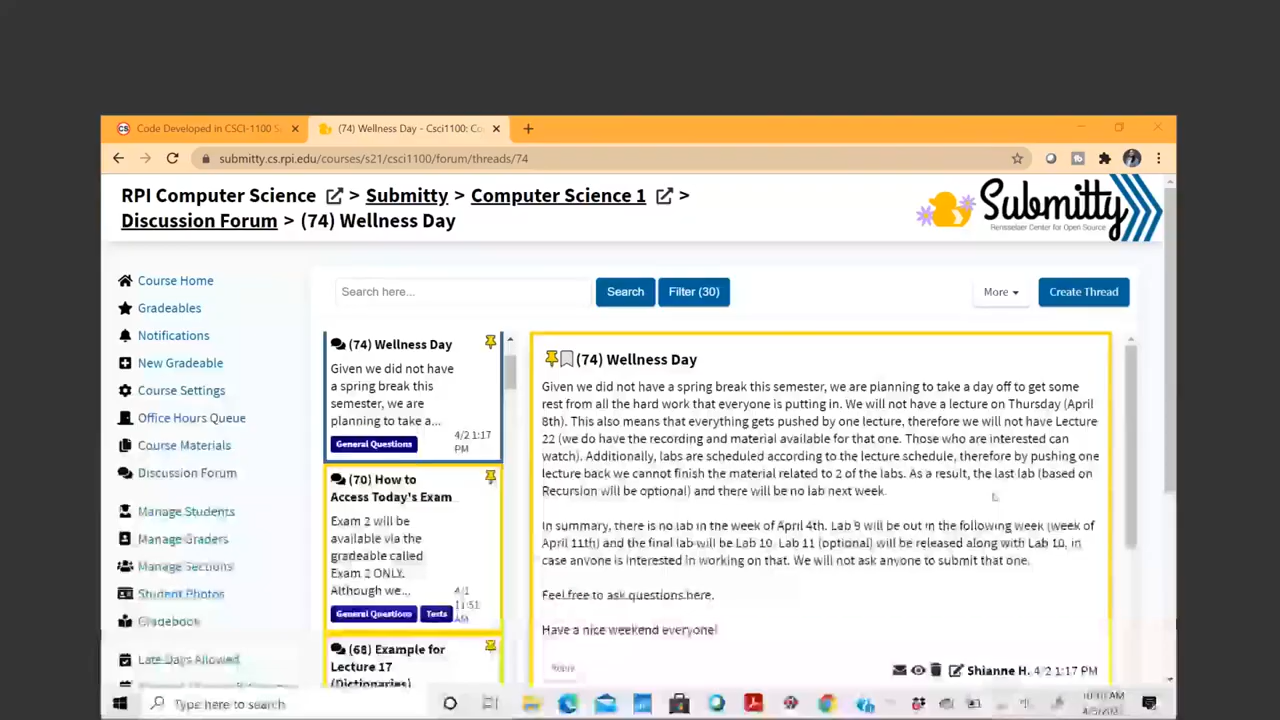 Code Developed in CSCI-1100 S
(74) Wellness Day - Csci1100: Co
submitty.cs.rpi.edu/courses/s21/csci1100/forum/threads/74
RPI Computer Science > Submitty > Computer Science 1 >
Discussion Forum > (74) Wellness Day
Submitty
Rensselaer Center for Open Source
Course Home
Gradeables
Notifications
New Gradeable
Course Settings
Office Hours Queue
Course Materials
Discussion Forum
Manage Students
Manage Graders
Manage Sections
Student Photos
Gradebook
Late Days Allowed
Search here...
Search
Filter (30)
More
Create Thread
(74) Wellness Day
Given we did not have
a spring break this
semester, we are
planning to take a...
General Questions
4/2 1:17
PM
(70) How to
Access Today's Exam
Exam 2 will be
available via the
gradeable called
Exam 2 ONLY.
Although we...
General Questions
Tests
4/1
11:51
AM
(68) Example for
Lecture 17
(Dictionaries)
(74) Wellness Day
Given we did not have a spring break this semester, we are planning to take a day off to get some
rest from all the hard work that everyone is putting in. We will not have a lecture on Thursday (April
8th). This also means that everything gets pushed by one lecture, therefore we will not have Lecture
22 (we do have the recording and material available for that one. Those who are interested can
watch). Additionally, labs are scheduled according to the lecture schedule, therefore by pushing one
lecture back we cannot finish the material related to 2 of the labs. As a result, the last lab (based on
Recursion will be optional) and there will be no lab next week.
In summary, there is no lab in the week of April 4th. Lab 9 will be out in the following week (week of
April 11th) and the final lab will be Lab 10. Lab 11 (optional) will be released along with Lab 10, in
case anyone is interested in working on that. We will not ask anyone to submit that one.
Feel free to ask questions here.
Have a nice weekend everyone!
Reply
Shianne H. 4/2 1:17 PM
Type here to search